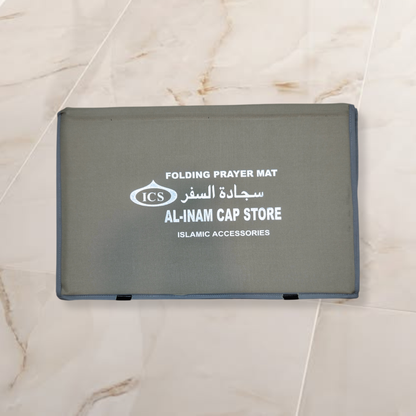 FOLDING PRAYER MAT
ICS
سجادة السفر
AL-INAM CAP STORE
ISLAMIC ACCESSORIES